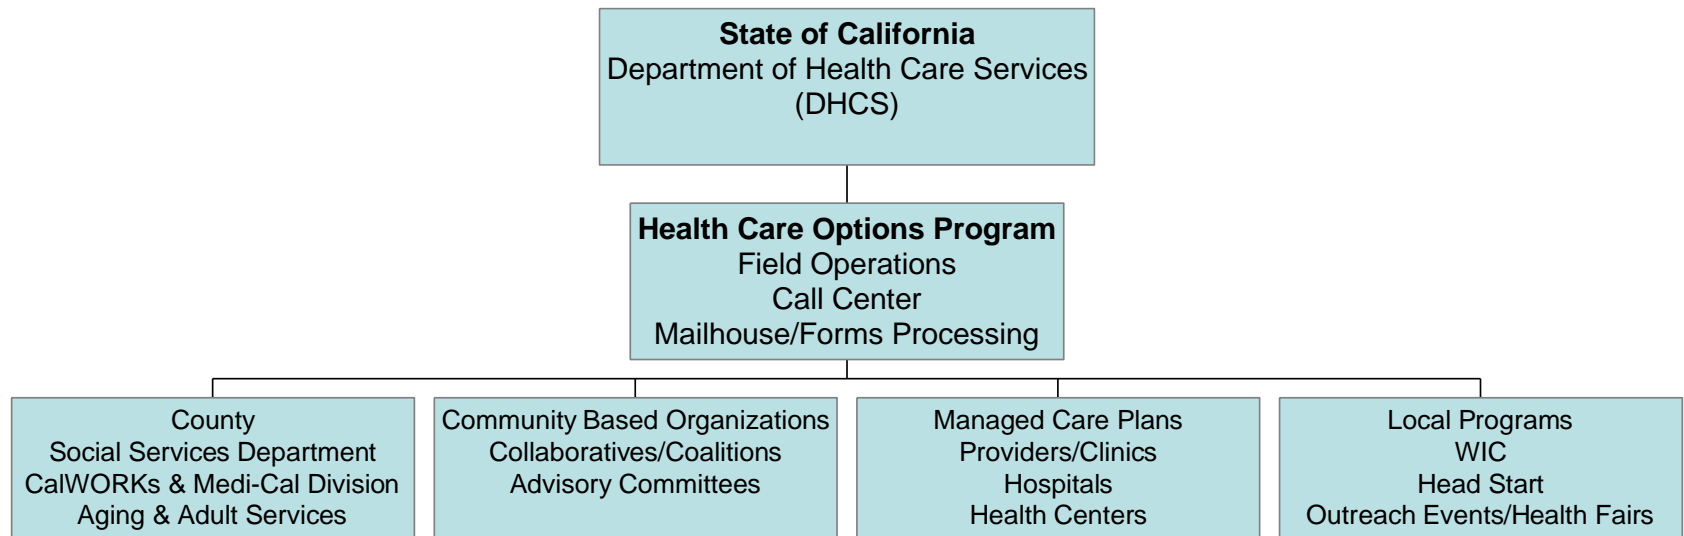 State of California
Department of Health Care Services
(DHCS)
Health Care Options Program
Field Operations
Call Center
Mailhouse/Forms Processing
County
Social Services Department
CalWORKs & Medi-Cal Division
Aging & Adult Services
Community Based Organizations
Collaboratives/Coalitions
Advisory Committees
Managed Care Plans
Providers/Clinics
Hospitals
Health Centers
Local Programs
WIC
Head Start
Outreach Events/Health Fairs